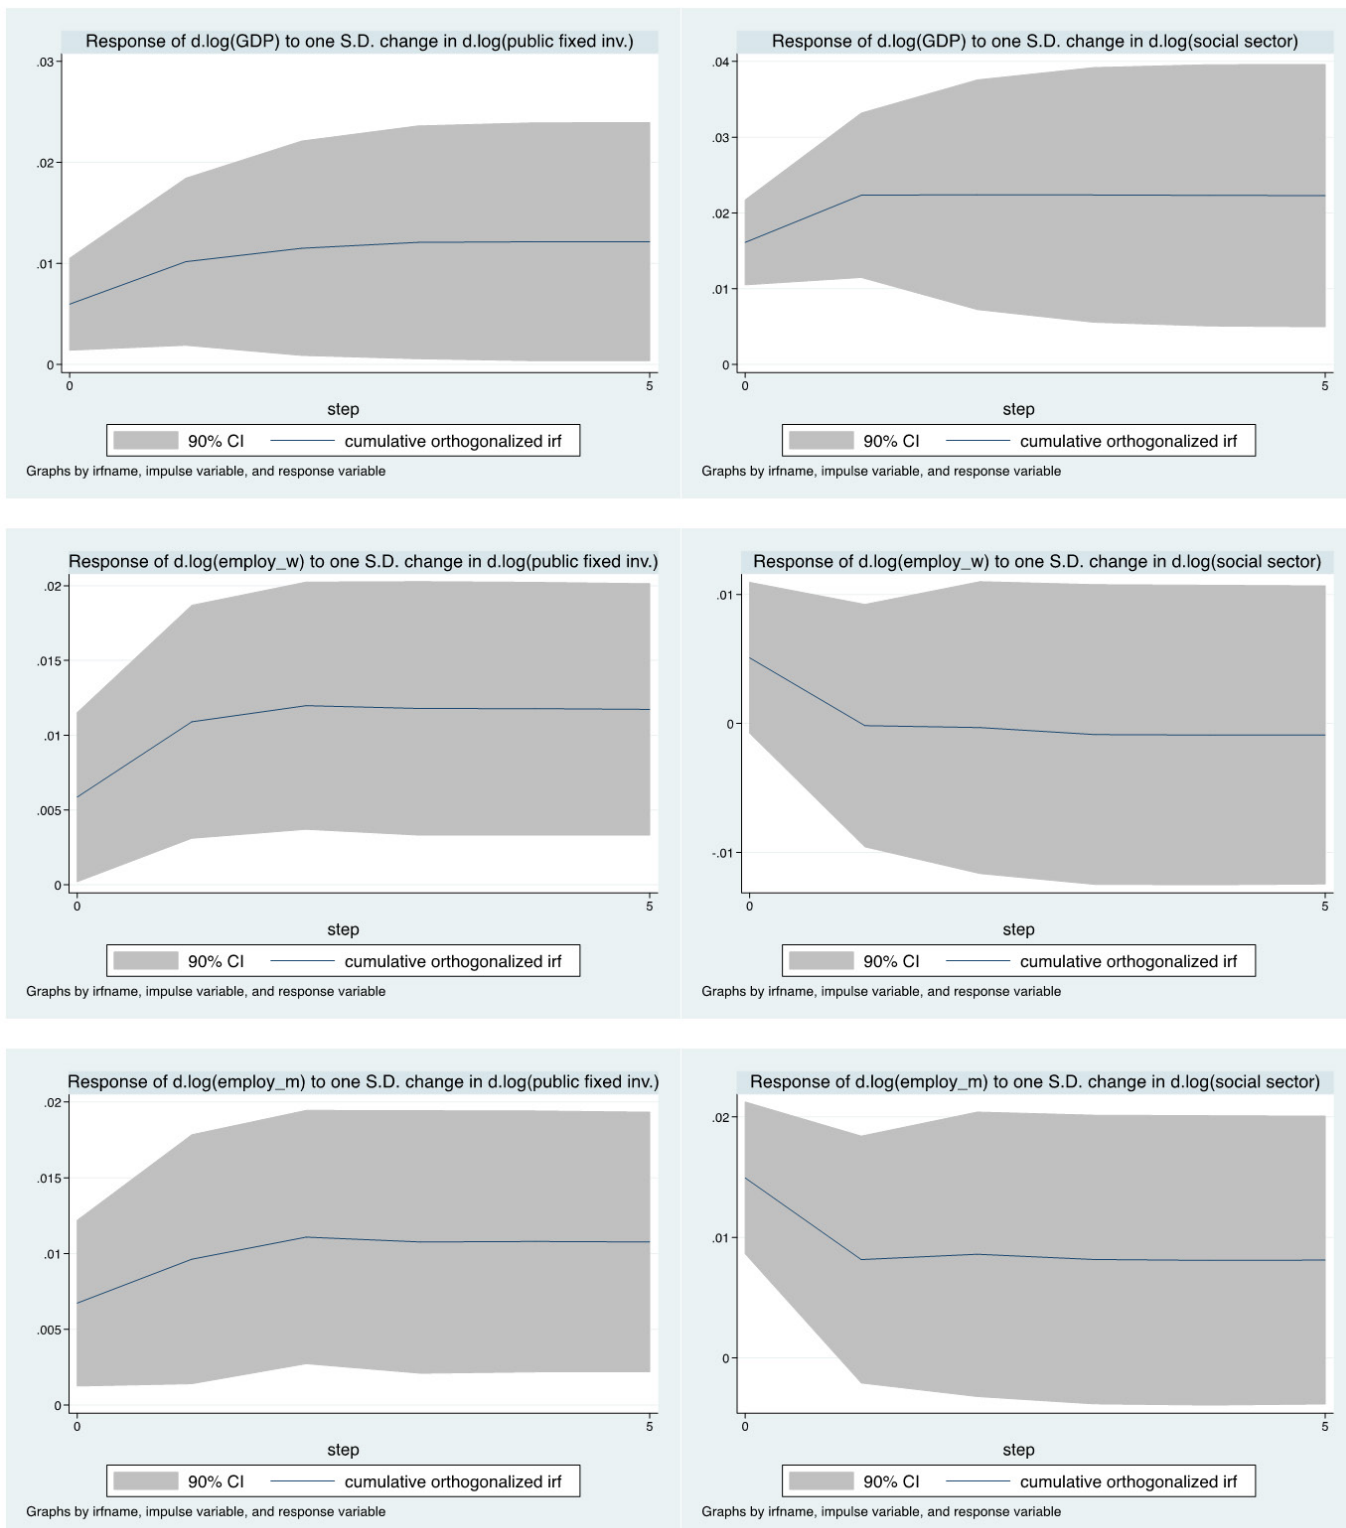 Response of d.log(GDP) to one S.D. change in d.log(public fixed inv.)
.03
.02
.01
0
0 5
step
90% CI cumulative orthogonalized irf
Graphs by irfname, impulse variable, and response variable
Response of d.log(GDP) to one S.D. change in d.log(social sector)
.04
.03
.02
.01
0
0 5
step
90% CI cumulative orthogonalized irf
Graphs by irfname, impulse variable, and response variable
Response of d.log(employ_w) to one S.D. change in d.log(public fixed inv.)
.02
.015
.01
.005
0
0 5
step
90% CI cumulative orthogonalized irf
Graphs by irfname, impulse variable, and response variable
Response of d.log(employ_w) to one S.D. change in d.log(social sector)
.01
0
-.01
0 5
step
90% CI cumulative orthogonalized irf
Graphs by irfname, impulse variable, and response variable
Response of d.log(employ_m) to one S.D. change in d.log(public fixed inv.)
.02
.015
.01
.005
0
0 5
step
90% CI cumulative orthogonalized irf
Graphs by irfname, impulse variable, and response variable
Response of d.log(employ_m) to one S.D. change in d.log(social sector)
.02
.01
0
0 5
step
90% CI cumulative orthogonalized irf
Graphs by irfname, impulse variable, and response variable